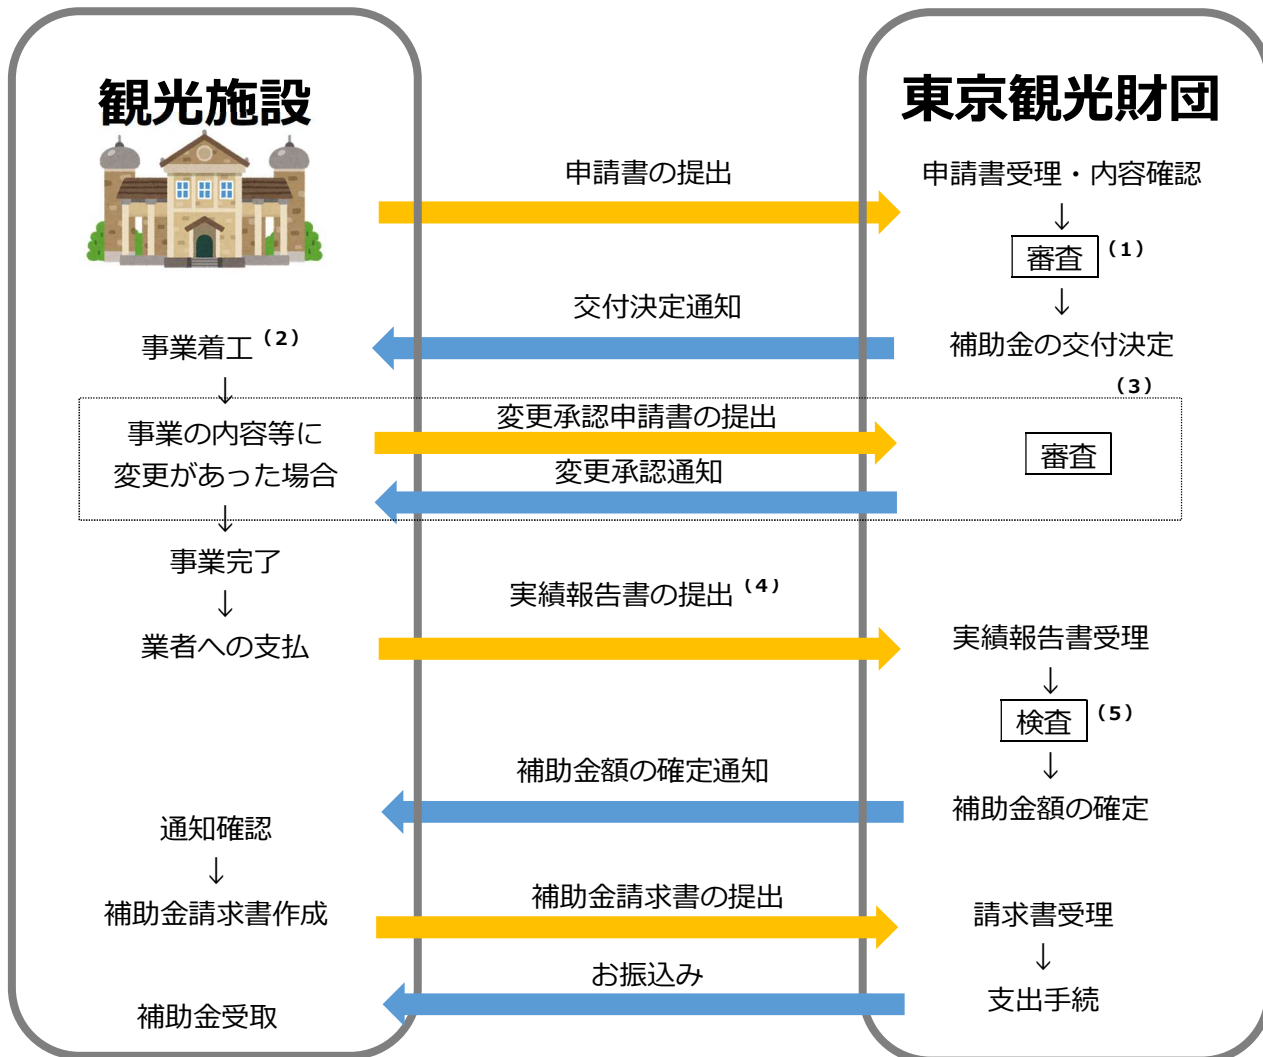 観光施設
東京観光財団
申請書の提出
申請書受理・内容確認
↓
審査 (1)
↓
交付決定通知
補助金の交付決定
事業着工 (2)
↓
(3)
事業の内容等に
変更があった場合
変更承認申請書の提出
審査
変更承認通知
↓
事業完了
↓
業者への支払
実績報告書の提出 (4)
実績報告書受理
↓
検査 (5)
↓
補助金額の確定通知
補助金額の確定
通知確認
↓
補助金請求書作成
補助金請求書の提出
請求書受理
↓
お振込み
支出手続
補助金受取